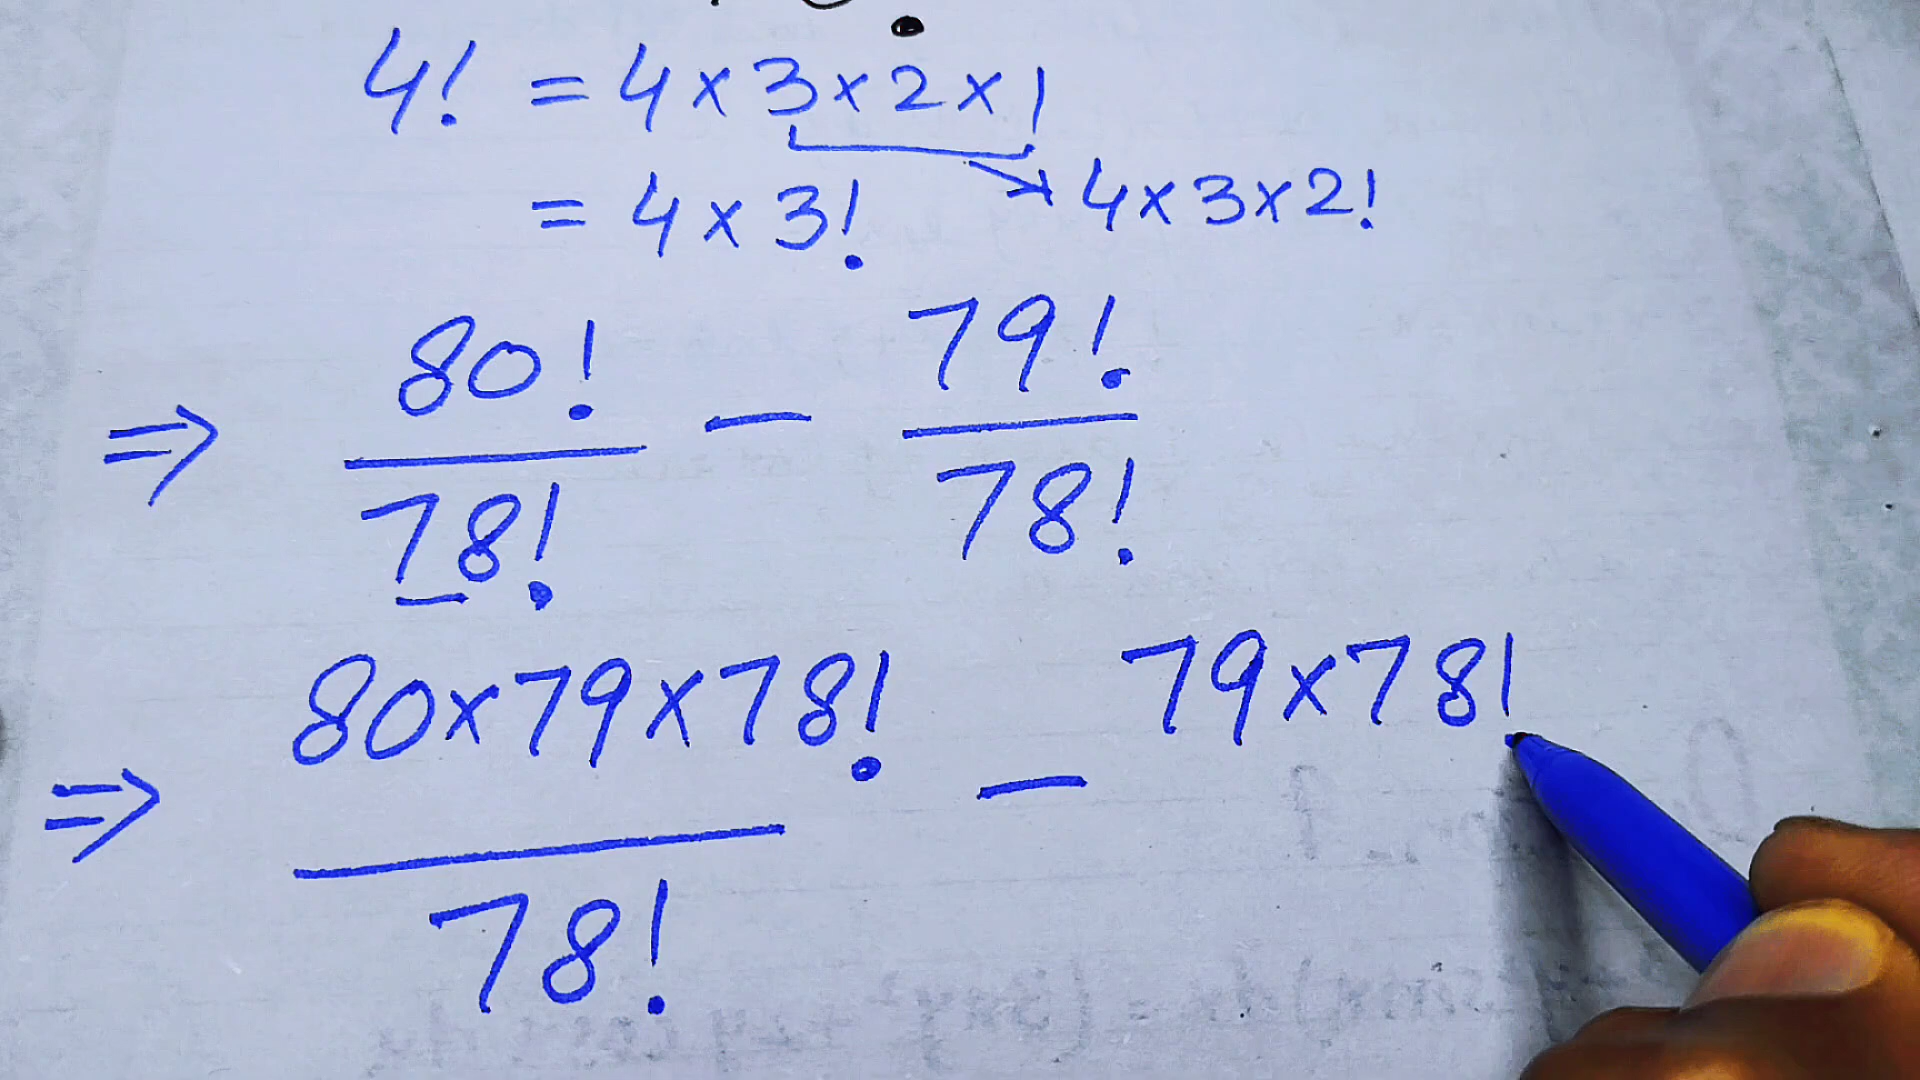 4! = 4 × 3 × 2 × 1
= 4 × 3! → 4 × 3 × 2!
⇒ 80! / 78! − 79! / 78!
⇒ 80 × 79 × 78! / 78! − 79 × 78!